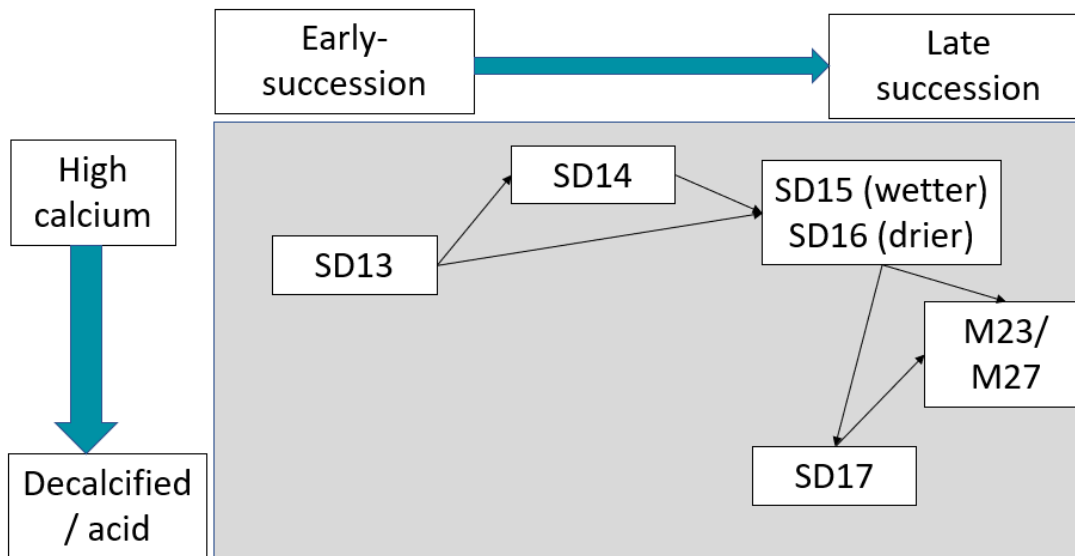 Early-
succession
Late
succession
High
calcium
SD14
SD15 (wetter)
SD16 (drier)
SD13
M23/
M27
SD17
Decalcified
/ acid